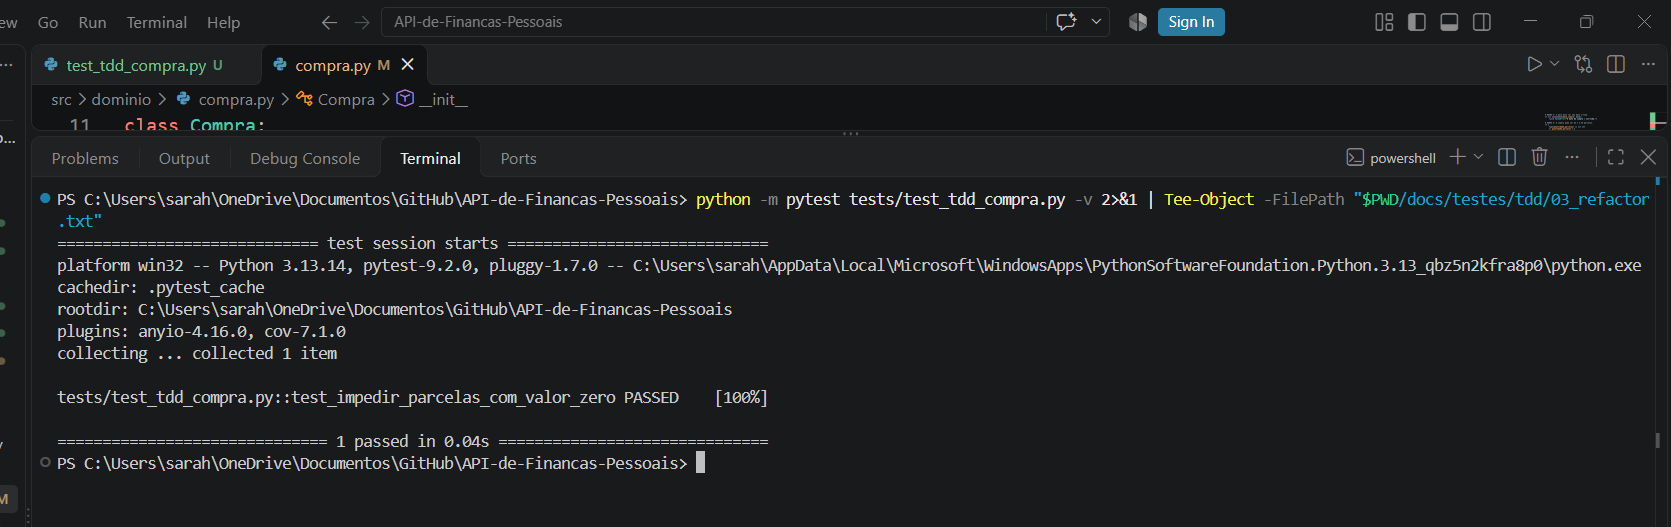 ew Go Run Terminal Help API-de-Financas-Pessoais Sign In
test_tdd_compra.py U compra.py M
src > dominio > compra.py > Compra > __init__
11 class Compra:
Problems Output Debug Console Terminal Ports powershell
PS C:\Users\sarah\OneDrive\Documentos\GitHub\API-de-Financas-Pessoais> python -m pytest tests/test_tdd_compra.py -v 2>&1 | Tee-Object -FilePath "$PWD/docs/testes/tdd/03_refactor
.txt"
============================= test session starts =============================
platform win32 -- Python 3.13.14, pytest-9.2.0, pluggy-1.7.0 -- C:\Users\sarah\AppData\Local\Microsoft\WindowsApps\PythonSoftwareFoundation.Python.3.13_qbz5n2kfra8p0\python.exe
cachedir: .pytest_cache
rootdir: C:\Users\sarah\OneDrive\Documentos\GitHub\API-de-Financas-Pessoais
plugins: anyio-4.16.0, cov-7.1.0
collecting ... collected 1 item
tests/test_tdd_compra.py::test_impedir_parcelas_com_valor_zero PASSED [100%]
============================== 1 passed in 0.04s ==============================
PS C:\Users\sarah\OneDrive\Documentos\GitHub\API-de-Financas-Pessoais>
M